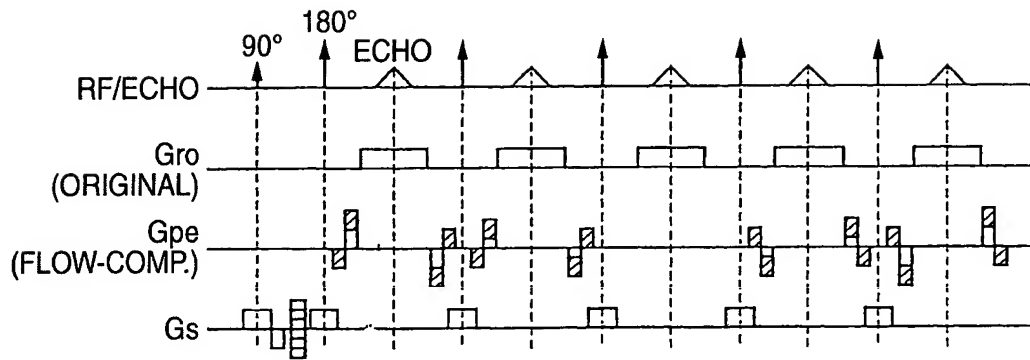 180°
90°
ECHO
RF/ECHO
Gro
(ORIGINAL)
Gpe
(FLOW-COMP.)
Gs